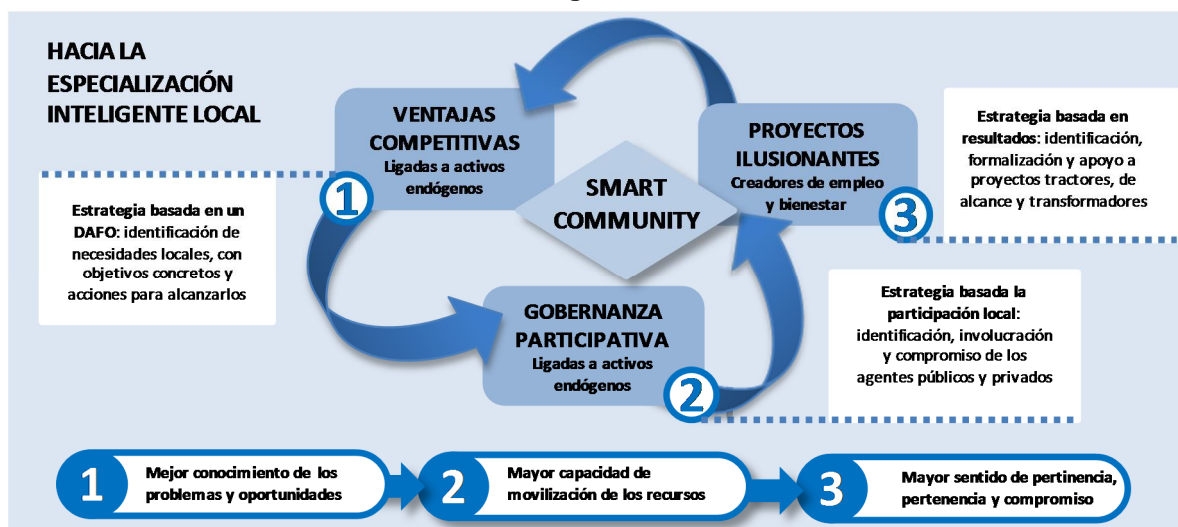 HACIA LA
ESPECIALIZACIÓN
INTELIGENTE LOCAL
VENTAJAS
COMPETITIVAS
Ligadas a activos
endógenos
1
Estrategia basada en un
DAFO: identificación de
necesidades locales, con
objetivos concretos y
acciones para alcanzarlos
SMART
COMMUNITY
GOBERNANZA
PARTICIPATIVA
Ligadas a activos
endógenos
2
Estrategia basada la
participación local:
identificación, involucración
y compromiso de los
agentes públicos y privados
PROYECTOS
ILUSIONANTES
Creadores de empleo
y bienestar
3
Estrategia basada en
resultados: identificación,
formalización y apoyo a
proyectos tractores, de
alcance y transformadores
1
Mejor conocimiento de los
problemas y oportunidades
2
Mayor capacidad de
movilización de los recursos
3
Mayor sentido de pertinencia,
pertenencia y compromiso